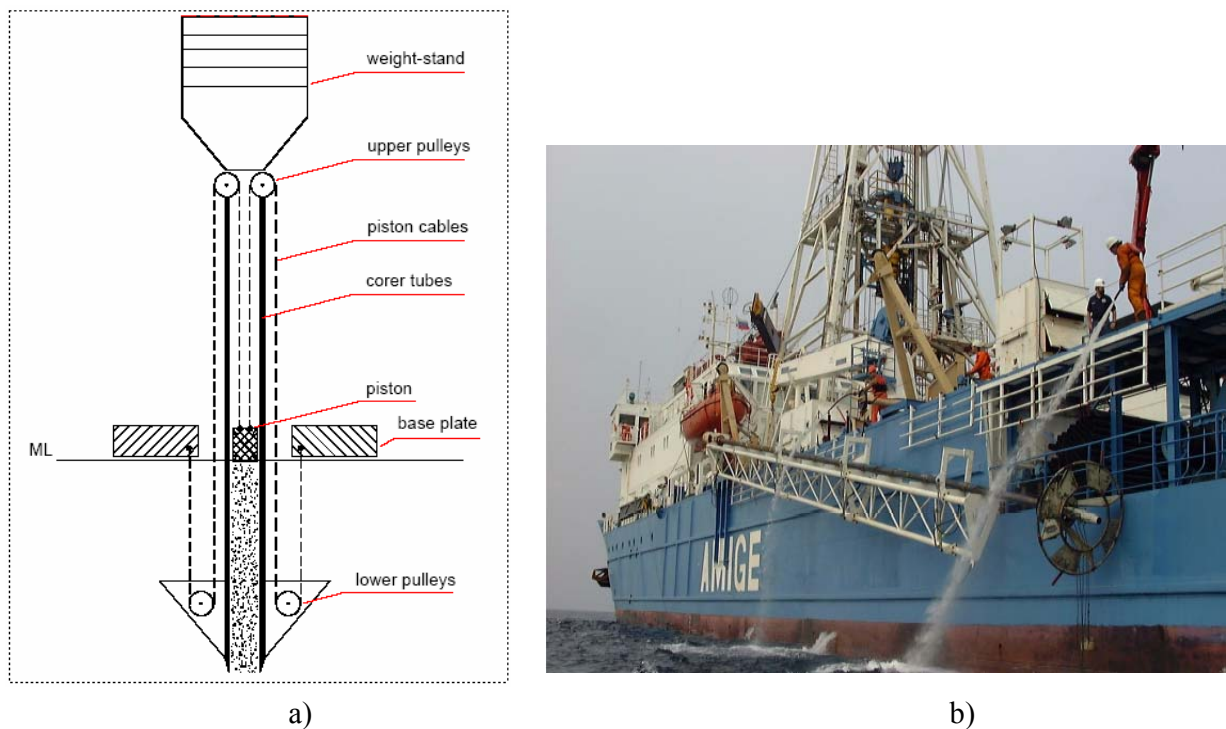 weight-stand
upper pulleys
piston cables
corer tubes
piston
base plate
ML
lower pulleys
AMIGE
a)
b)